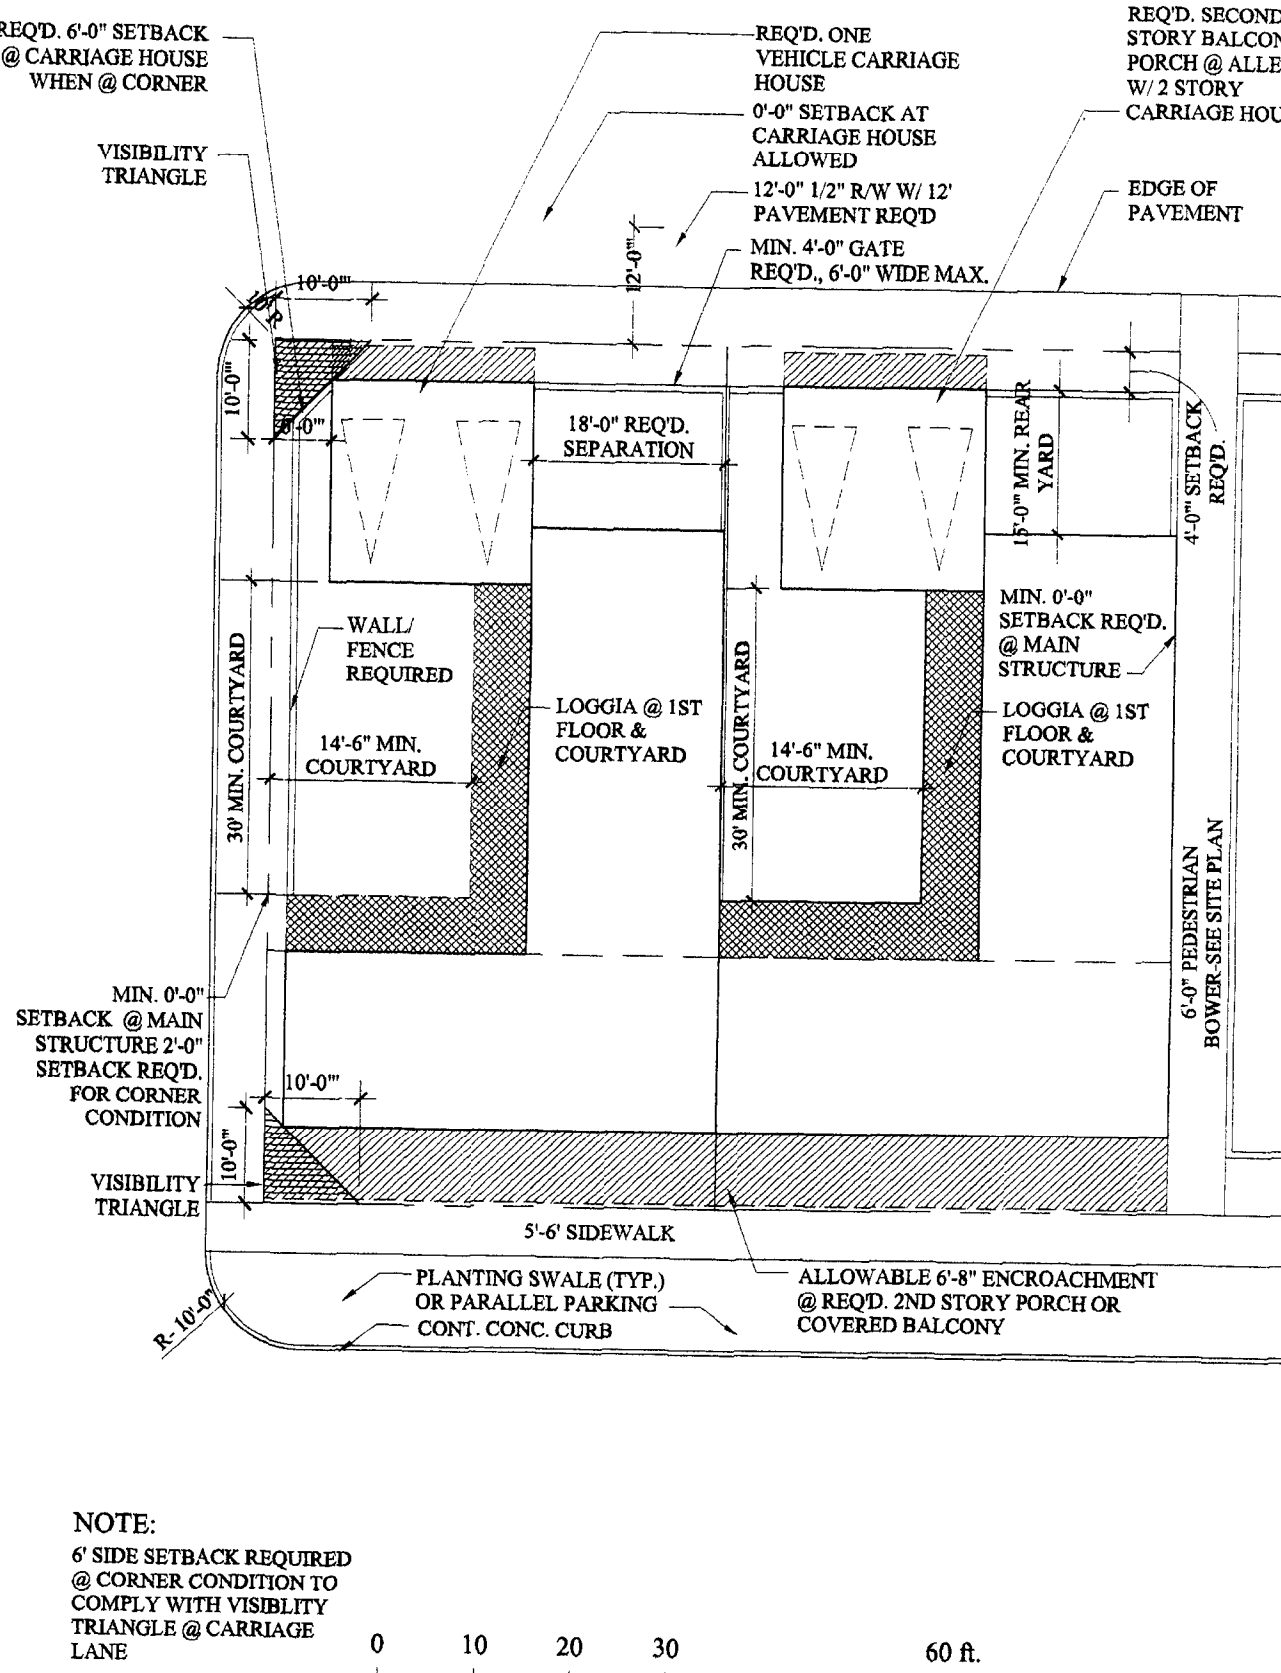 REQ'D. 6'-0" SETBACK
@ CARRIAGE HOUSE
WHEN @ CORNER
VISIBILITY
TRIANGLE
REQ'D. ONE
VEHICLE CARRIAGE
HOUSE
0'-0" SETBACK AT
CARRIAGE HOUSE
ALLOWED
12'-0" 1/2" R/W W/ 12'
PAVEMENT REQ'D
MIN. 4'-0" GATE
REQ'D., 6'-0" WIDE MAX.
REQ'D. SECOND
STORY BALCON
PORCH @ ALLE
W/ 2 STORY
CARRIAGE HOU
EDGE OF
PAVEMENT
10'-0'"
12'-0'"
10'-0'"
18'-0" REQ'D.
SEPARATION
15'-0'" MIN. REAR
YARD
4'-0'" SETBACK
REQ'D.
WALL/
FENCE
REQUIRED
30' MIN. COURTYARD
14'-6" MIN.
COURTYARD
LOGGIA @ 1ST
FLOOR &
COURTYARD
30' MIN. COURTYARD
14'-6" MIN.
COURTYARD
MIN. 0'-0"
SETBACK REQ'D.
@ MAIN
STRUCTURE
LOGGIA @ 1ST
FLOOR &
COURTYARD
6'-0" PEDESTRIAN
BOWER-SEE SITE PLAN
MIN. 0'-0"
SETBACK @ MAIN
STRUCTURE 2'-0"
SETBACK REQ'D.
FOR CORNER
CONDITION
10'-0'"
10'-0'"
VISIBILITY
TRIANGLE
5'-6' SIDEWALK
PLANTING SWALE (TYP.)
OR PARALLEL PARKING
CONT. CONC. CURB
ALLOWABLE 6'-8" ENCROACHMENT
@ REQ'D. 2ND STORY PORCH OR
COVERED BALCONY
R- 10'-0"
NOTE:
6' SIDE SETBACK REQUIRED
@ CORNER CONDITION TO
COMPLY WITH VISIBLITY
TRIANGLE @ CARRIAGE
LANE
0 10 20 30 60 ft.